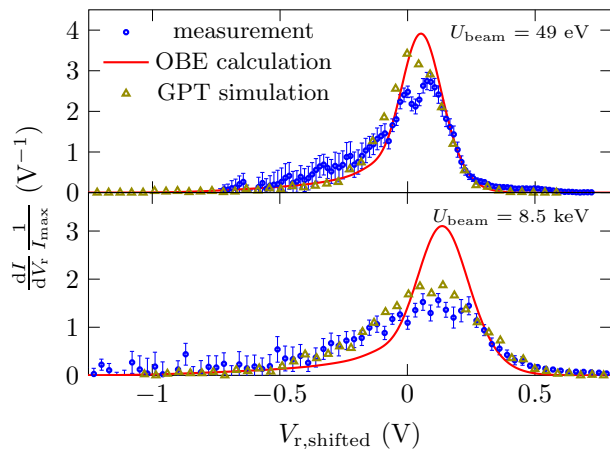 measurement
OBE calculation
GPT simulation
U_beam = 49 eV
4
3
2
1
0
U_beam = 8.5 keV
3
2
1
0
dI/dV_r 1/I_max (V^−1)
−1 −0.5 0 0.5
V_r,shifted (V)